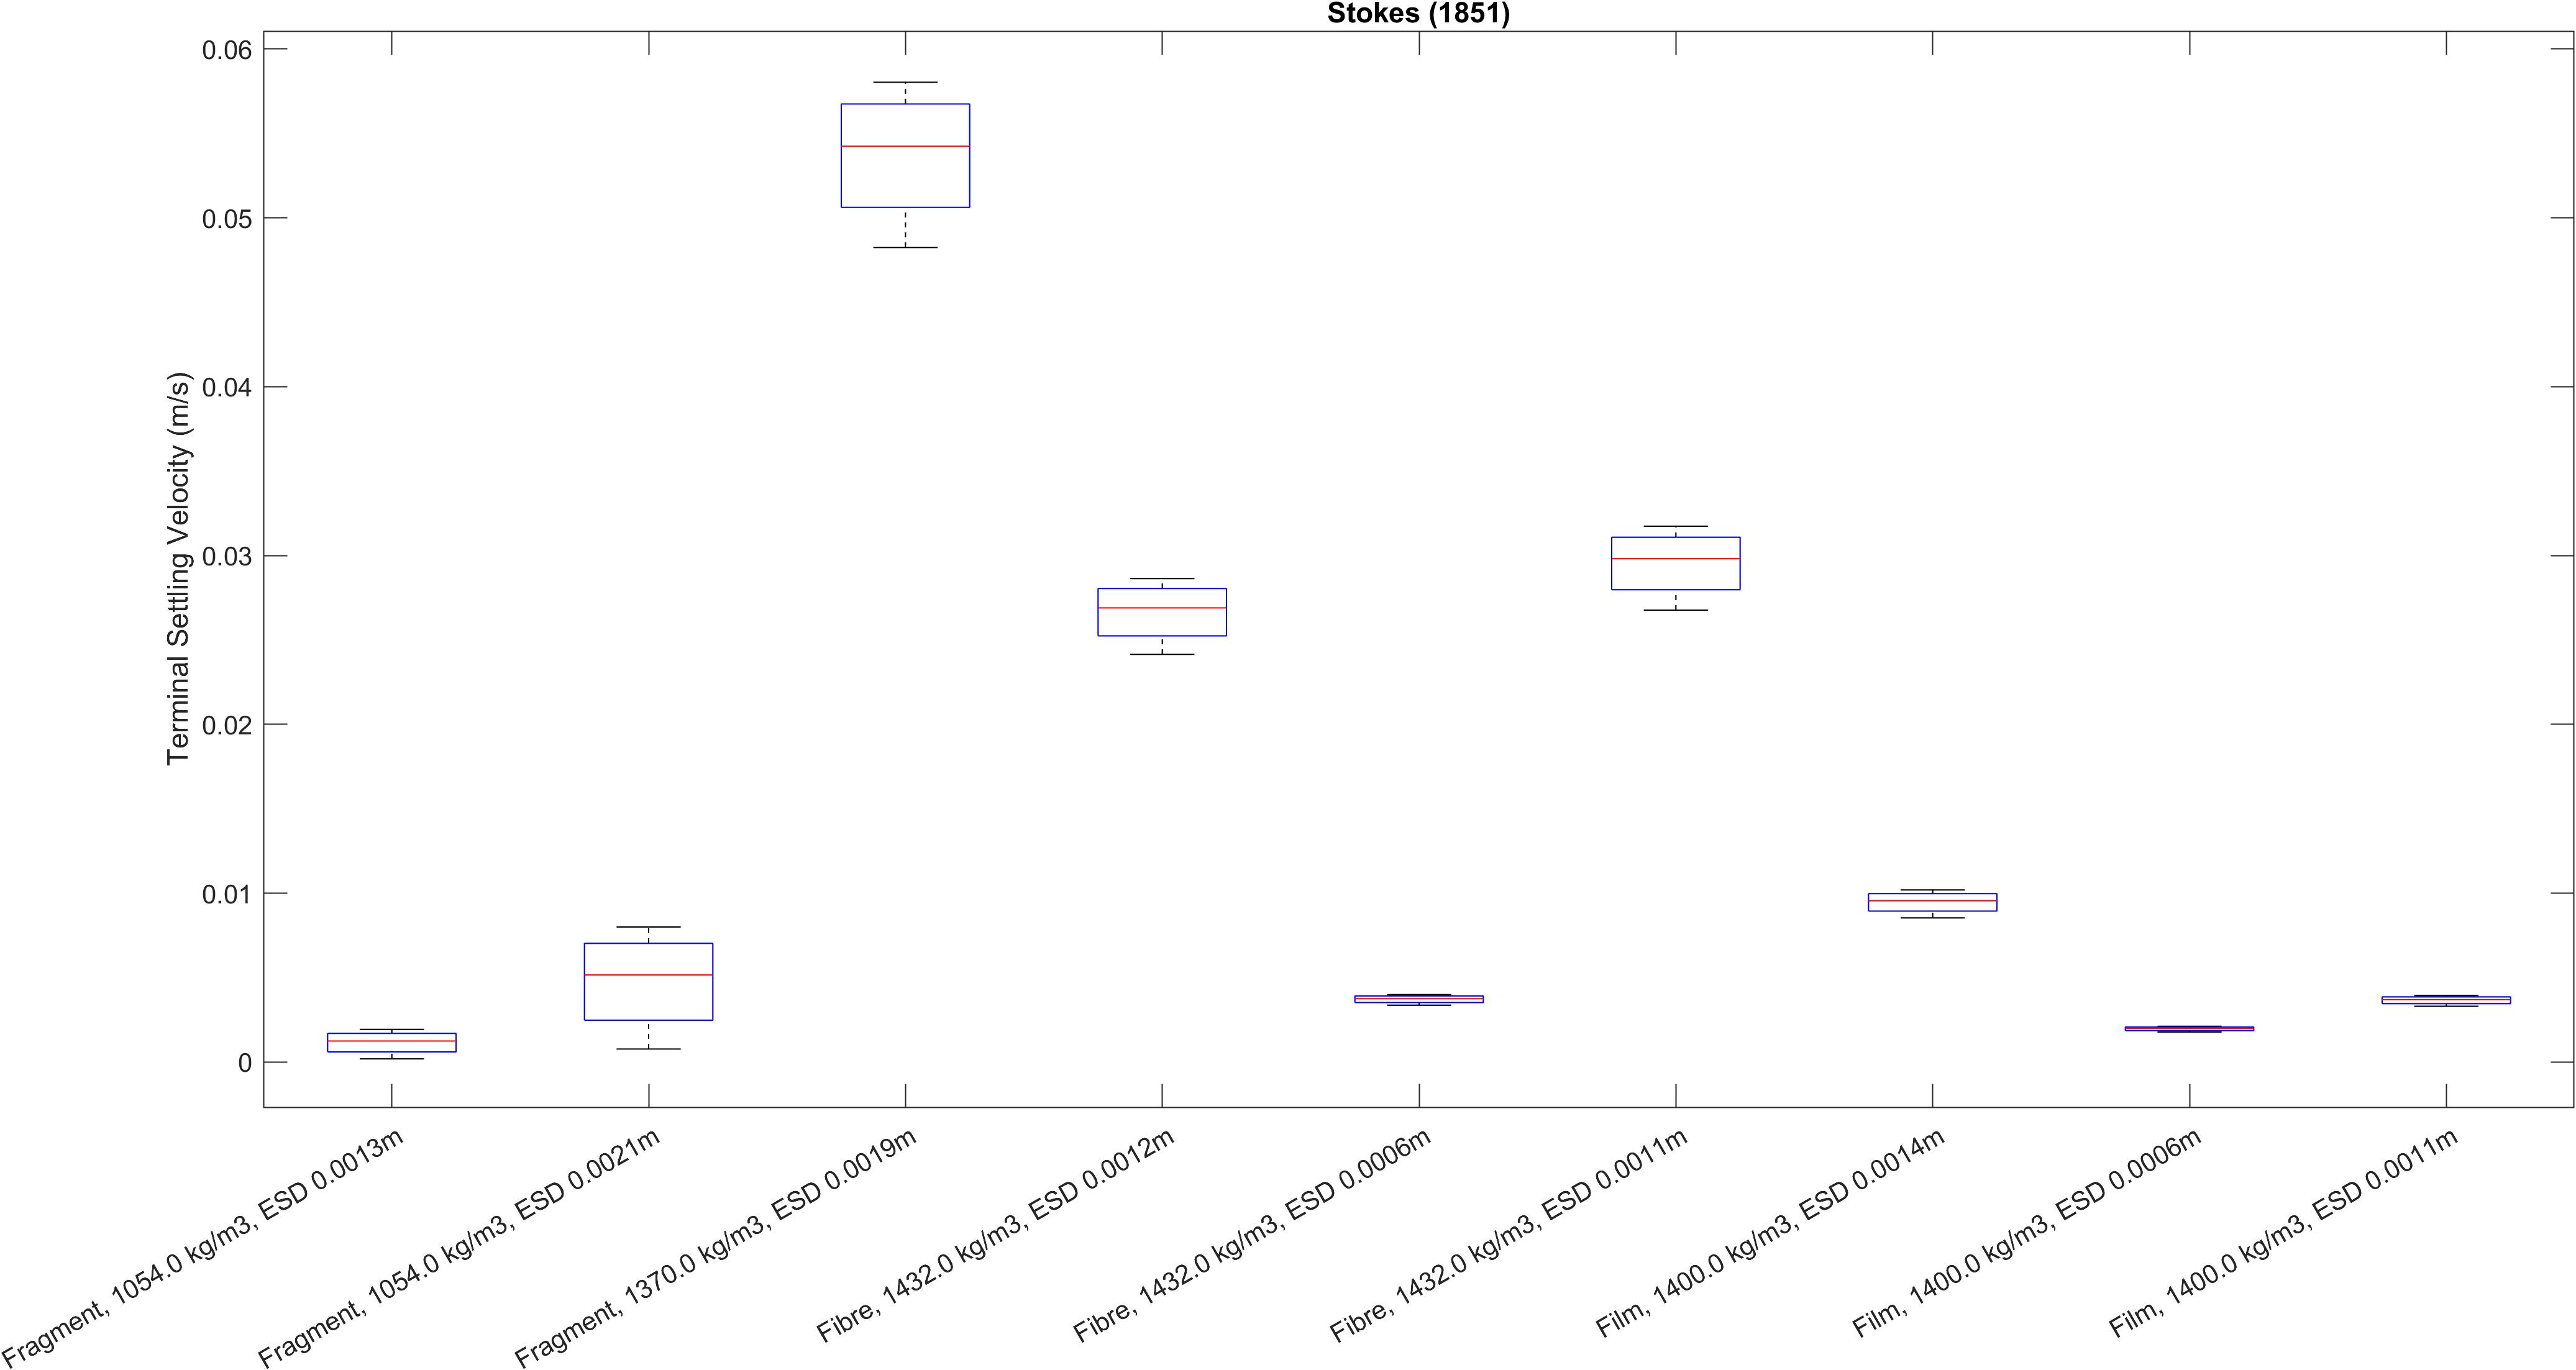 Stokes (1851)
Terminal Settling Velocity (m/s)
0.06
0.05
0.04
0.03
0.02
0.01
0
Fragment, 1054.0 kg/m3, ESD 0.0013m
Fragment, 1054.0 kg/m3, ESD 0.0021m
Fragment, 1370.0 kg/m3, ESD 0.0019m
Fibre, 1432.0 kg/m3, ESD 0.0012m
Fibre, 1432.0 kg/m3, ESD 0.0006m
Fibre, 1432.0 kg/m3, ESD 0.0011m
Film, 1400.0 kg/m3, ESD 0.0014m
Film, 1400.0 kg/m3, ESD 0.0006m
Film, 1400.0 kg/m3, ESD 0.0011m